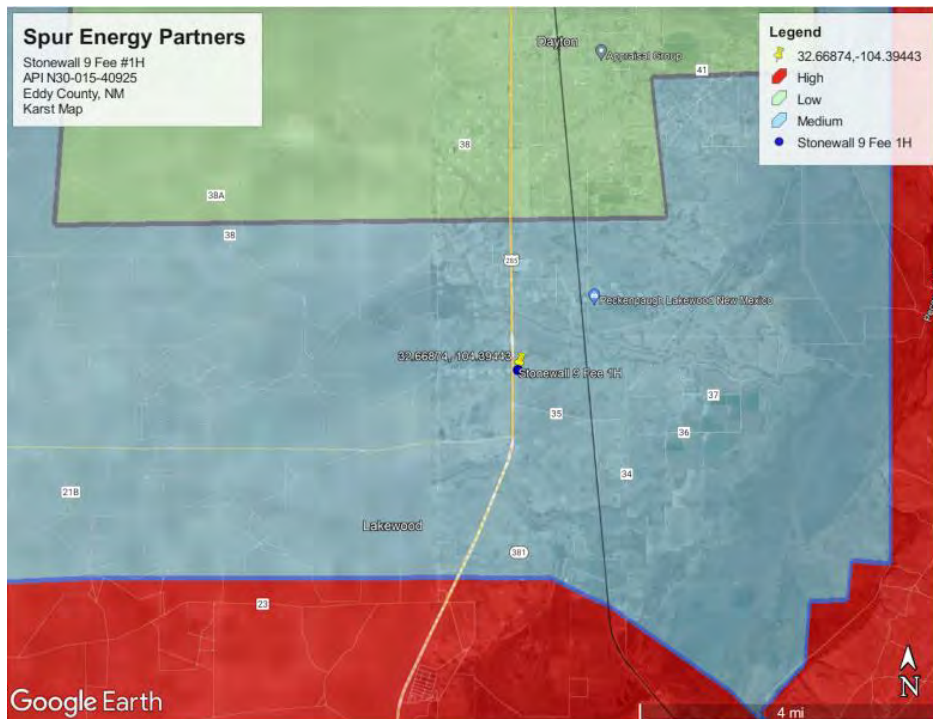 Spur Energy Partners
Stonewall 9 Fee #1H
API N30-015-40925
Eddy County, NM
Karst Map
Legend
32.66874,-104.39443
High
Low
Medium
Stonewall 9 Fee 1H
Dayton
Appraisal Group
41
38
38A
38
285
Peckenpaugh Lakewood New Mexico
32.66874,-104.39443
Stonewall 9 Fee 1H
37
35
36
34
21B
Lakewood
381
23
N
Google Earth
4 mi